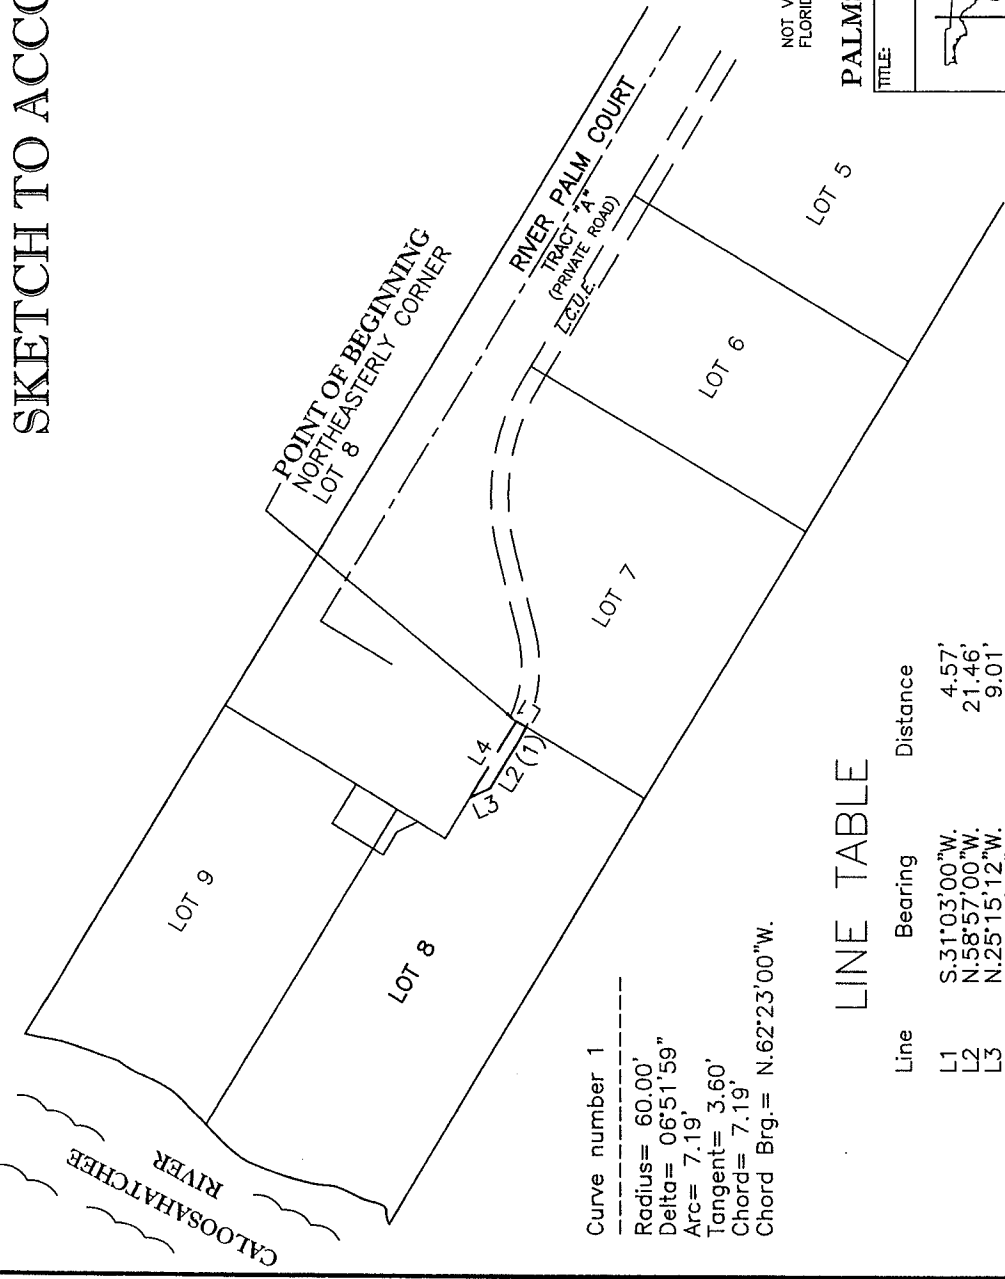 SKETCH TO ACCO
NOT V
FLORID
PALM
TITLE:
RIVER PALM COURT
TRACT "A"
(PRIVATE ROAD)
L.C.U.E.
POINT OF BEGINNING
NORTHEASTERLY CORNER
LOT 8
LOT 5
LOT 6
LOT 7
L4
L3
L2
(1)
LOT 9
LOT 8
CALOOSAHATCHEE
RIVER
Curve number 1
Radius= 60.00'
Delta= 06°51'59"
Arc= 7.19'
Tangent= 3.60'
Chord= 7.19'
Chord Brg.= N.62°23'00"W.
LINE TABLE
Line Bearing Distance
L1 S.31°03'00"W. 4.57'
L2 N.58°57'00"W. 21.46'
L3 N.25°15'12"W. 9.01'